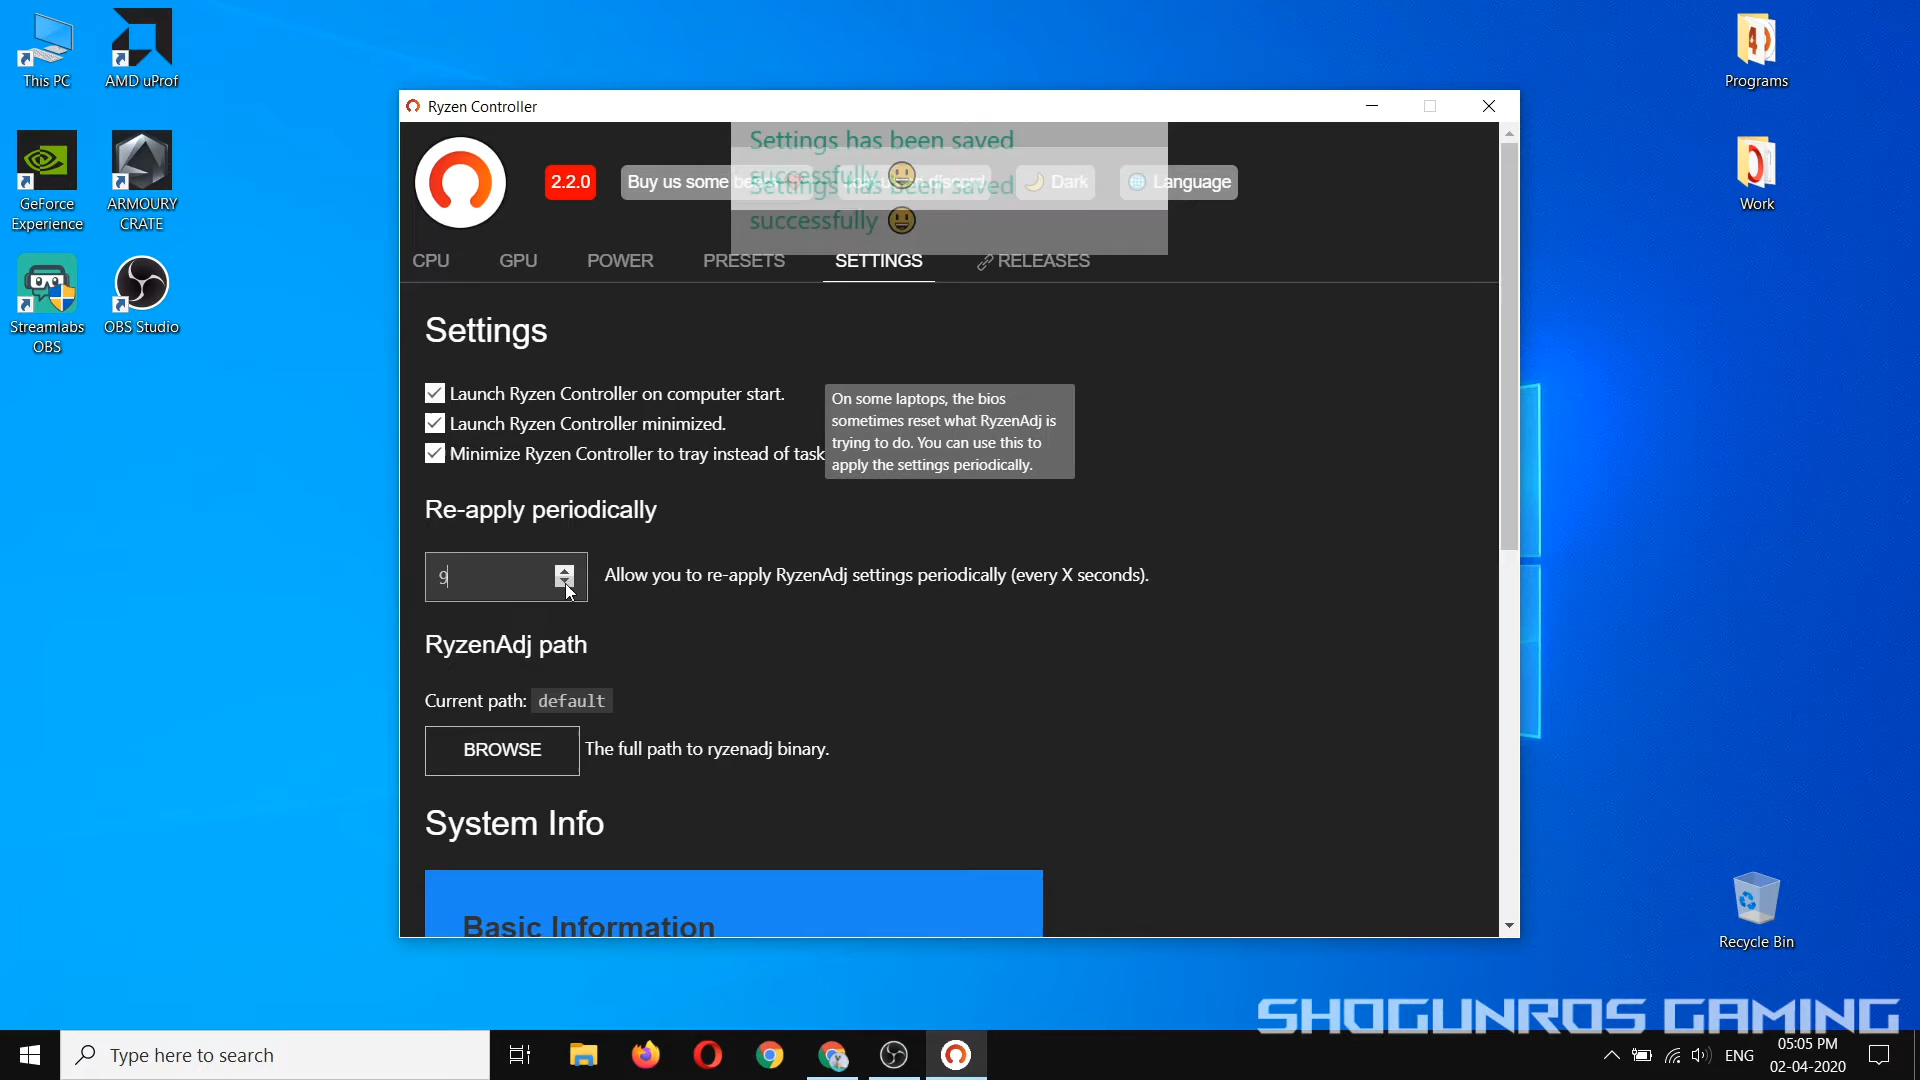 This PC
AMD uProf
GeForce
Experience
ARMOURY
CRATE
Streamlabs
OBS
OBS Studio
Programs
Work
Recycle Bin
Ryzen Controller
Settings has been saved
successfully 😃
Settings has been saved
successfully 😃
2.2.0
Buy us some
discord
🌙 Dark
🌐 Language
CPU
GPU
POWER
PRESETS
SETTINGS
RELEASES
Settings
Launch Ryzen Controller on computer start.
Launch Ryzen Controller minimized.
Minimize Ryzen Controller to tray instead of task
On some laptops, the bios
sometimes reset what RyzenAdj is
trying to do. You can use this to
apply the settings periodically.
Re-apply periodically
9
Allow you to re-apply RyzenAdj settings periodically (every X seconds).
RyzenAdj path
Current path: default
BROWSE
The full path to ryzenadj binary.
System Info
Basic Information
SHOGUNROS GAMING
Type here to search
ENG
05:05 PM
02-04-2020